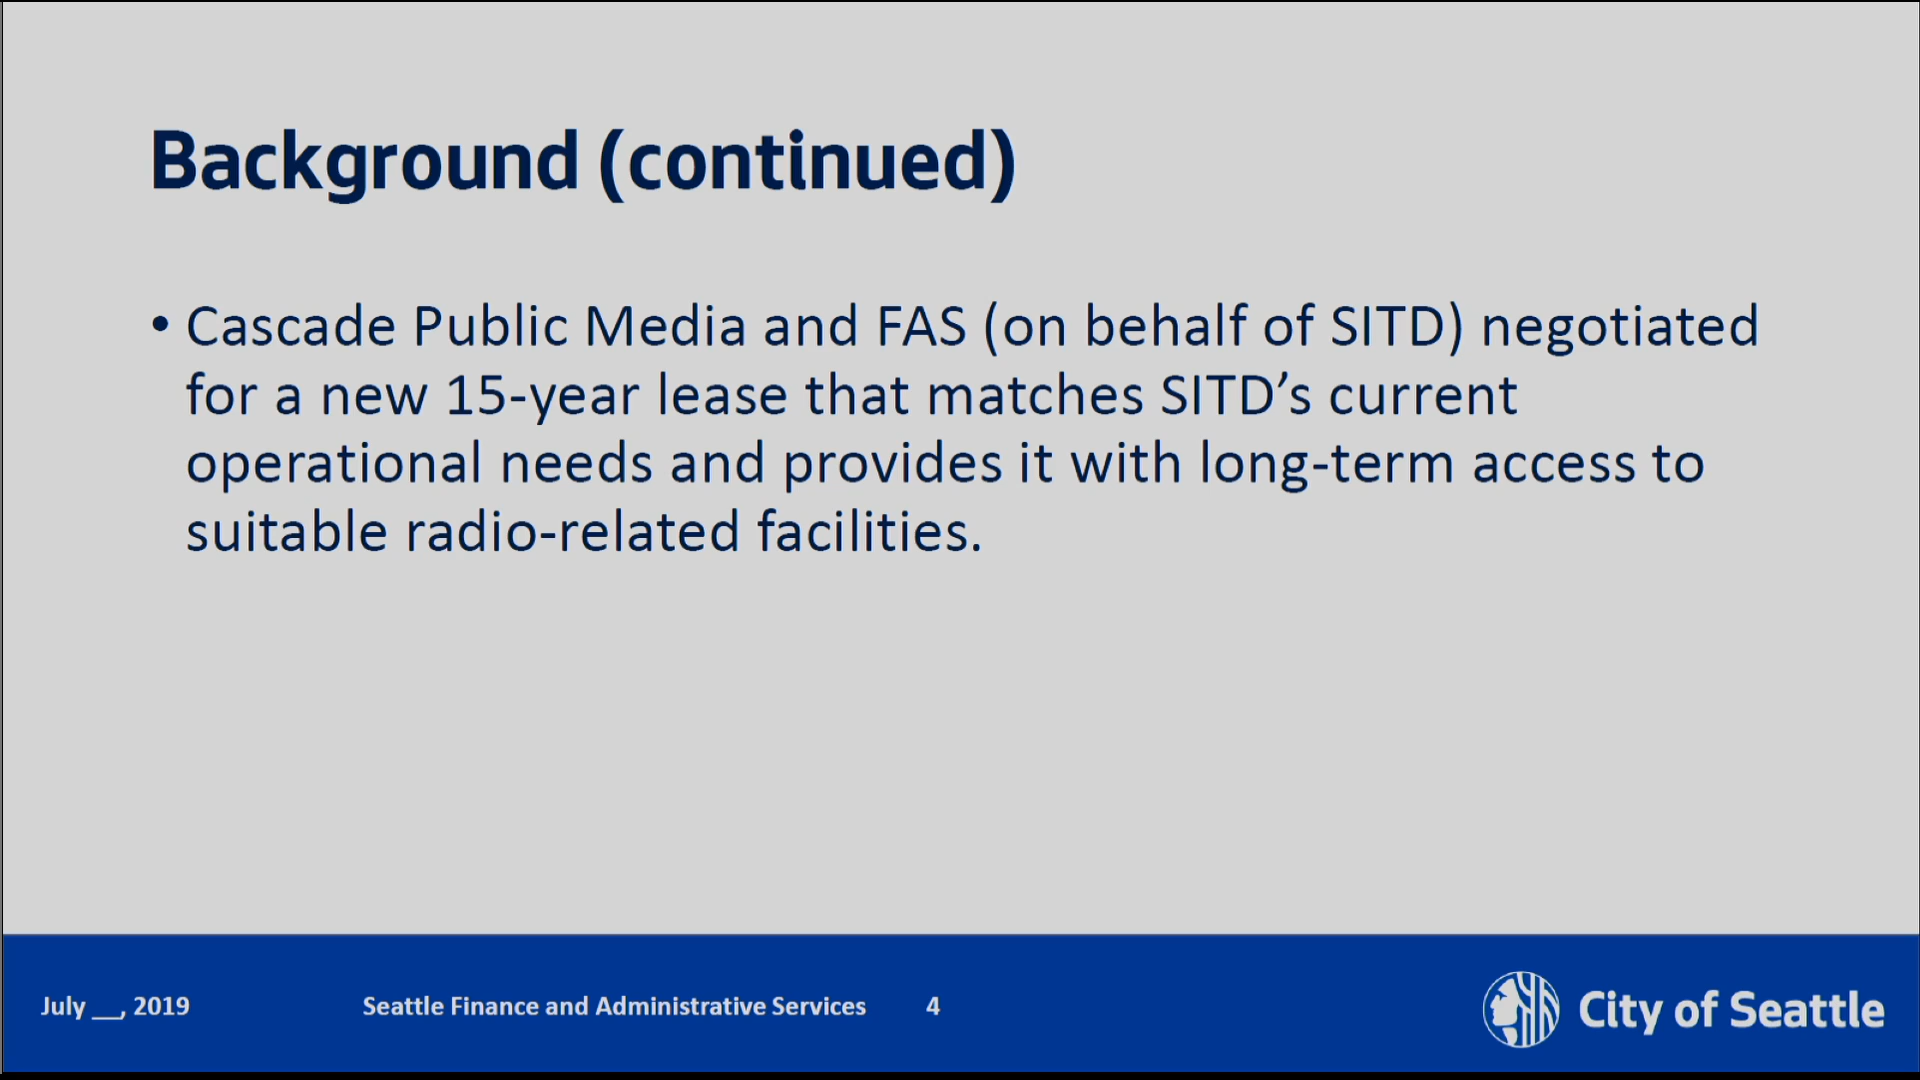 Background (continued)
• Cascade Public Media and FAS (on behalf of SITD) negotiated
for a new 15-year lease that matches SITD’s current
operational needs and provides it with long-term access to
suitable radio-related facilities.
July __, 2019
Seattle Finance and Administrative Services
4
City of Seattle